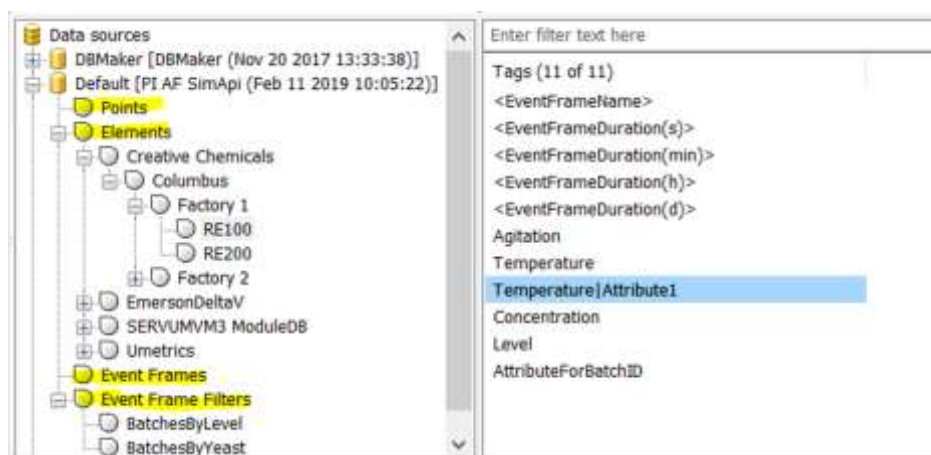 Data sources
DBMaker [DBMaker (Nov 20 2017 13:33:38)]
Default [PI AF SimApi (Feb 11 2019 10:05:22)]
Points
Elements
Creative Chemicals
Columbus
Factory 1
RE100
RE200
Factory 2
EmersonDeltaV
SERVUMVM3 ModuleDB
Umetrics
Event Frames
Event Frame Filters
BatchesByLevel
BatchesByYeast
Enter filter text here
Tags (11 of 11)
<EventFrameName>
<EventFrameDuration(s)>
<EventFrameDuration(min)>
<EventFrameDuration(h)>
<EventFrameDuration(d)>
Agitation
Temperature
Temperature|Attribute1
Concentration
Level
AttributeForBatchID